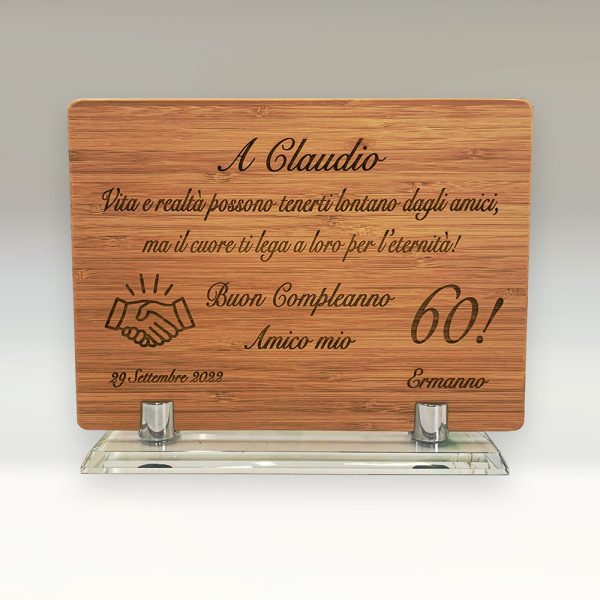 A Claudio
Vita e realtà possono tenerti lontano dagli amici,
ma il cuore ti lega a loro per l'eternità!
Buon Compleanno
Amico mio
60!
29 Settembre 2022
Ermanno